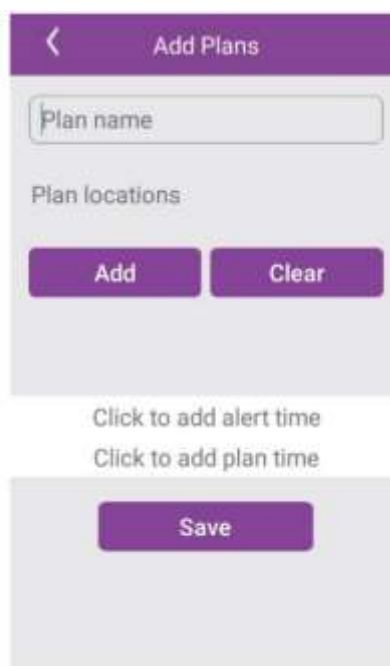 Add Plans
Plan name
Plan locations
Add Clear
Click to add alert time
Click to add plan time
Save